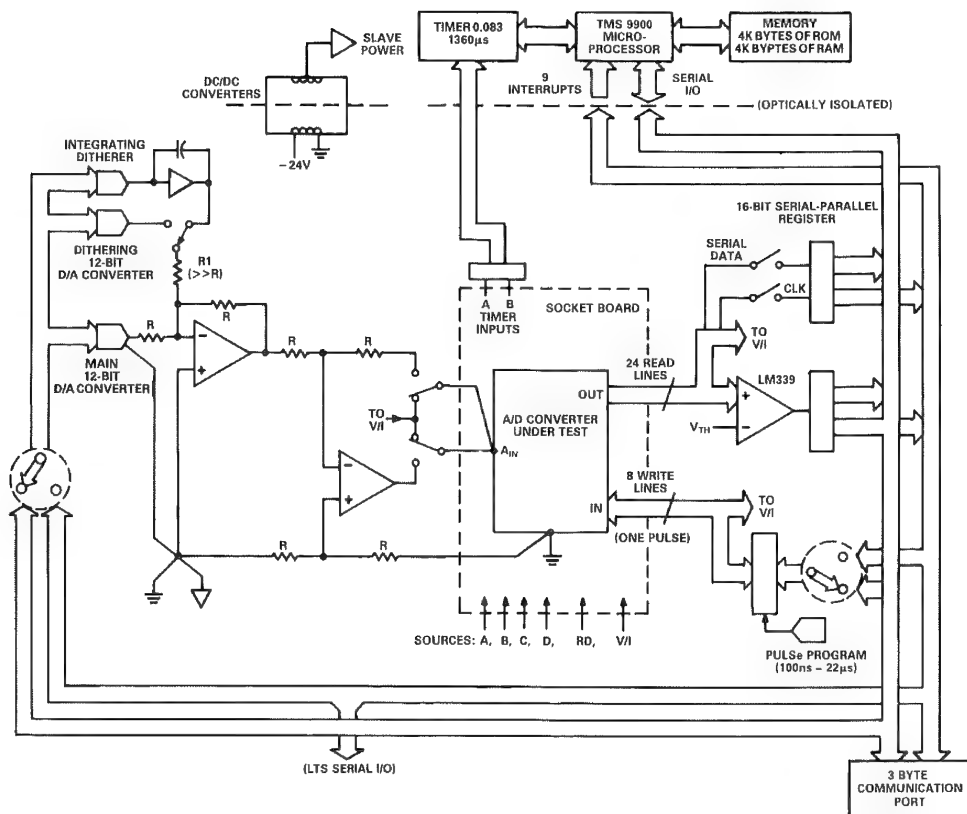 SLAVE
POWER
DC/DC
CONVERTERS
−24V
TIMER 0.083
1360µs
TMS 9900
MICRO-
PROCESSOR
MEMORY
4K BYTES OF ROM
4K BYPTES OF RAM
9
INTERRUPTS
SERIAL
I/O
(OPTICALLY ISOLATED)
INTEGRATING
DITHERER
DITHERING
12-BIT
D/A CONVERTER
R1
(>>R)
MAIN
12-BIT
D/A CONVERTER
R
R
R
R
R
R
−
+
−
+
TO
V/I
A B
TIMER
INPUTS
SOCKET BOARD
A/D CONVERTER
UNDER TEST
OUT
AIN
IN
24 READ
LINES
8 WRITE
LINES
(ONE PULSE)
16-BIT SERIAL-PARALLEL
REGISTER
SERIAL
DATA
CLK
TO
V/I
LM339
+
−
VTH
TO
V/I
PULSe PROGRAM
(100ns – 22µs)
SOURCES: A, B, C, D, RD, V/I
(LTS SERIAL I/O)
3 BYTE
COMMUNICATION
PORT